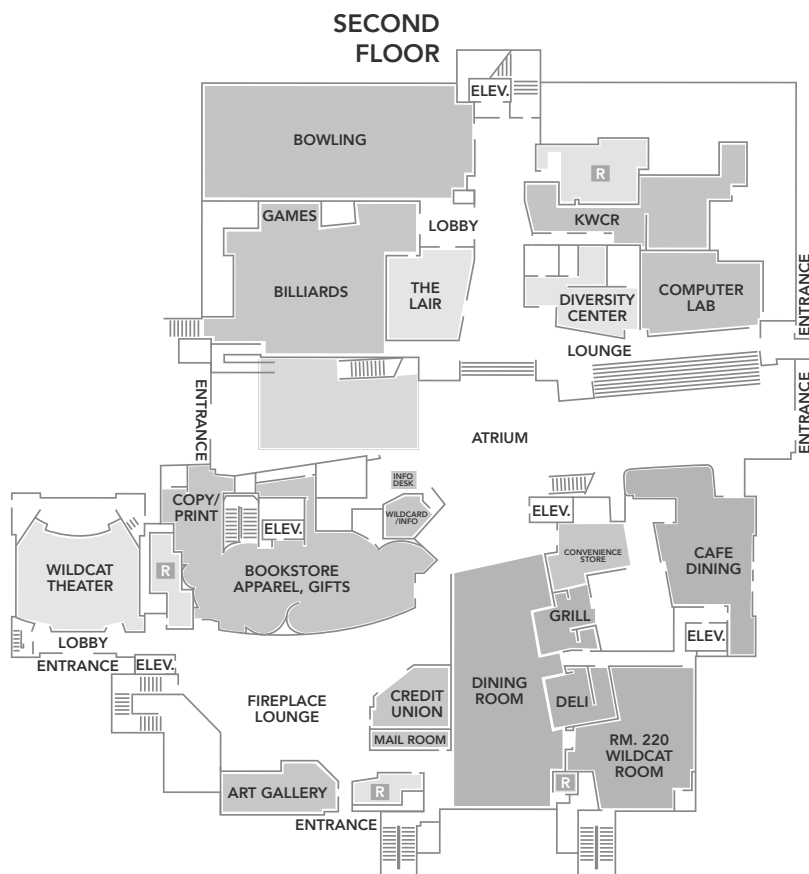 SECOND
FLOOR
ELEV.
BOWLING
R
GAMES
LOBBY
KWCR
BILLIARDS
THE
LAIR
DIVERSITY
CENTER
COMPUTER
LAB
ENTRANCE
LOUNGE
ENTRANCE
ENTRANCE
ATRIUM
INFO
DESK
COPY/
PRINT
WILDCARD
/INFO
ELEV.
ELEV.
CONVENIENCE
STORE
CAFE
DINING
WILDCAT
THEATER
R
BOOKSTORE
APPAREL, GIFTS
GRILL
LOBBY
ELEV.
ENTRANCE
ELEV.
FIREPLACE
LOUNGE
CREDIT
UNION
DINING
ROOM
DELI
MAIL ROOM
RM. 220
WILDCAT
ROOM
ART GALLERY
R
R
ENTRANCE